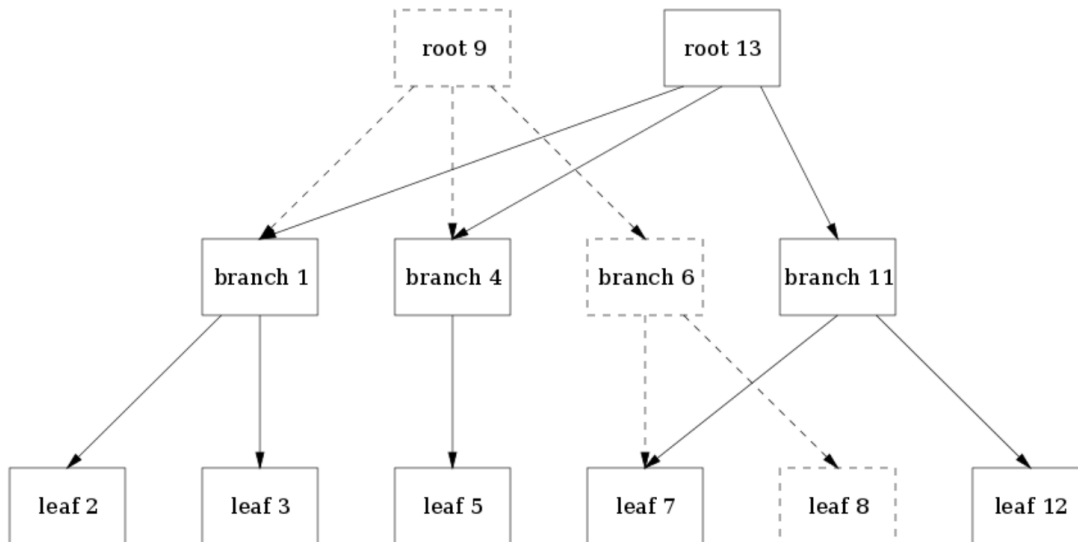 root 9
root 13
branch 1
branch 4
branch 6
branch 11
leaf 2
leaf 3
leaf 5
leaf 7
leaf 8
leaf 12